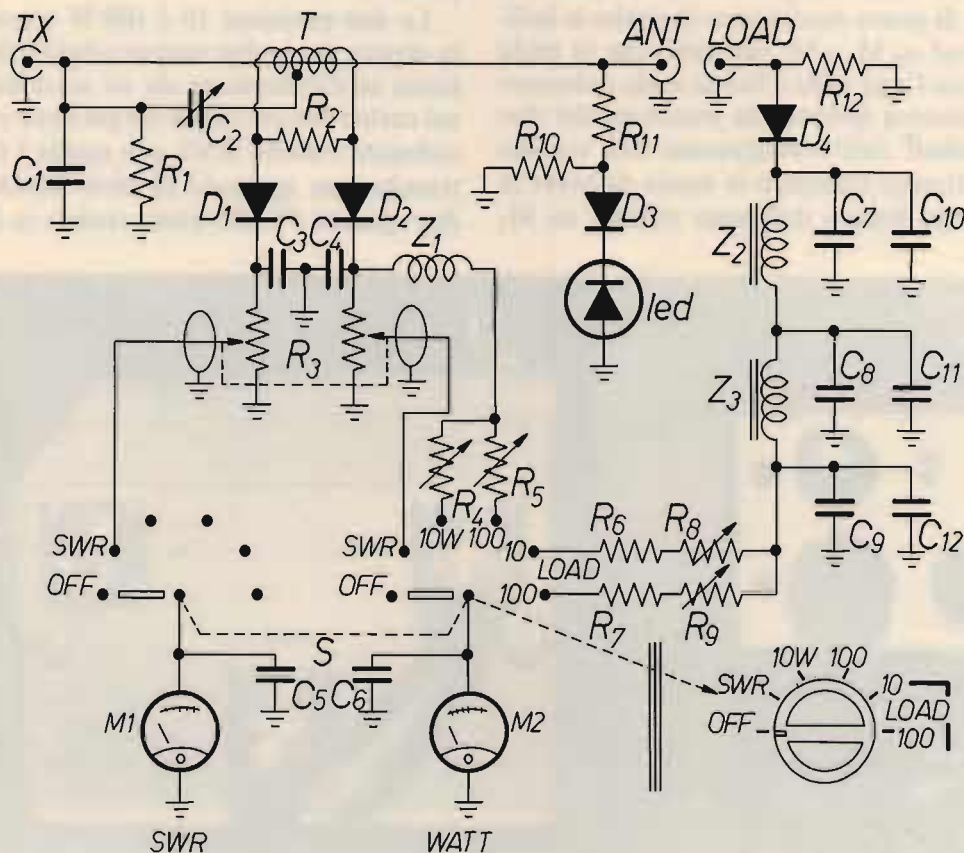 TX
T
ANT
LOAD
C2
R2
R10
R11
R12
D4
C1
R1
D1
D2
D3
C7
C10
C3
C4
Z1
Z2
led
R3
C8
C11
Z3
R4
R5
10W
100
10
R6
R8
C9
C12
SWR
SWR
LOAD
OFF
OFF
100
R7
R9
S
C5
C6
10W
100
SWR
10
LOAD
OFF
100
M1
M2
SWR
WATT